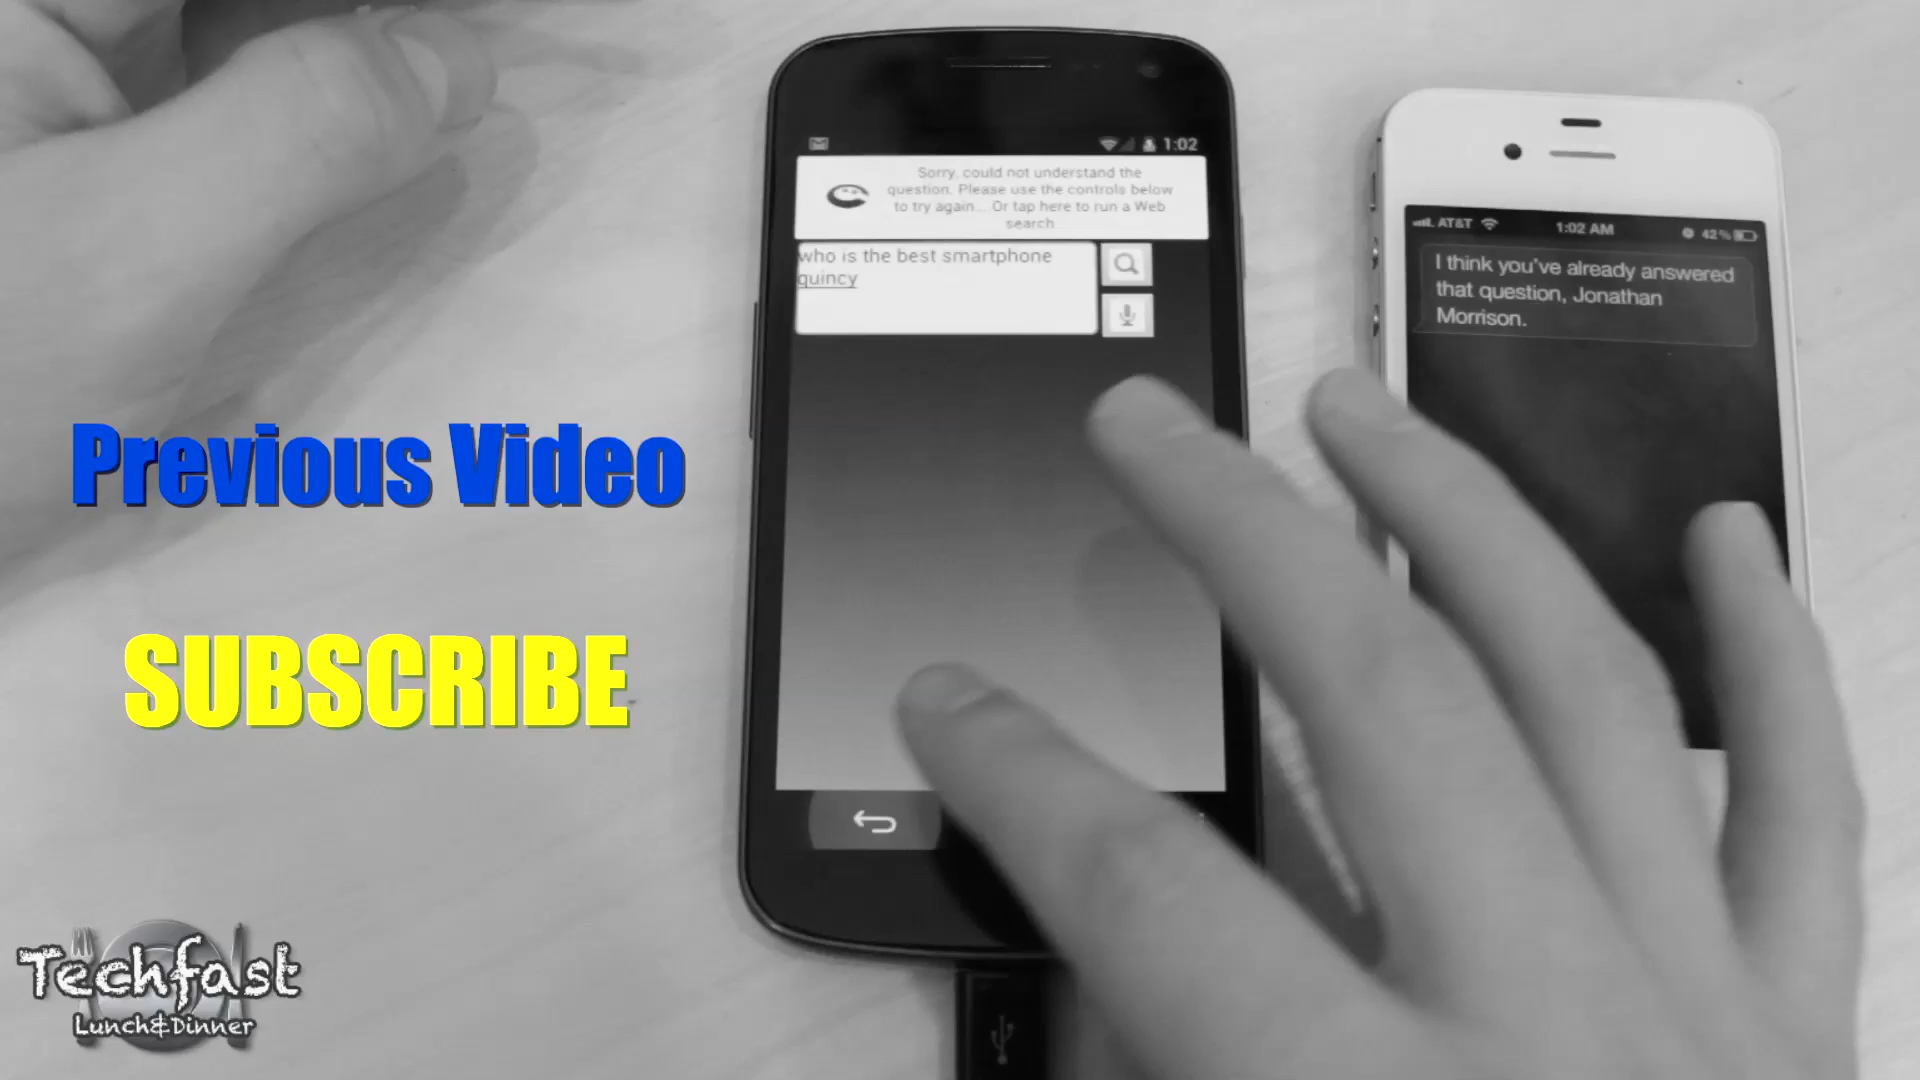 1:02
Sorry, could not understand the
question. Please use the controls below
to try again... Or tap here to run a Web
search
who is the best smartphone
quincy
AT&T
1:02 AM
42%
I think you've already answered
that question, Jonathan
Morrison.
Previous Video
SUBSCRIBE
Techfast
Lunch&Dinner